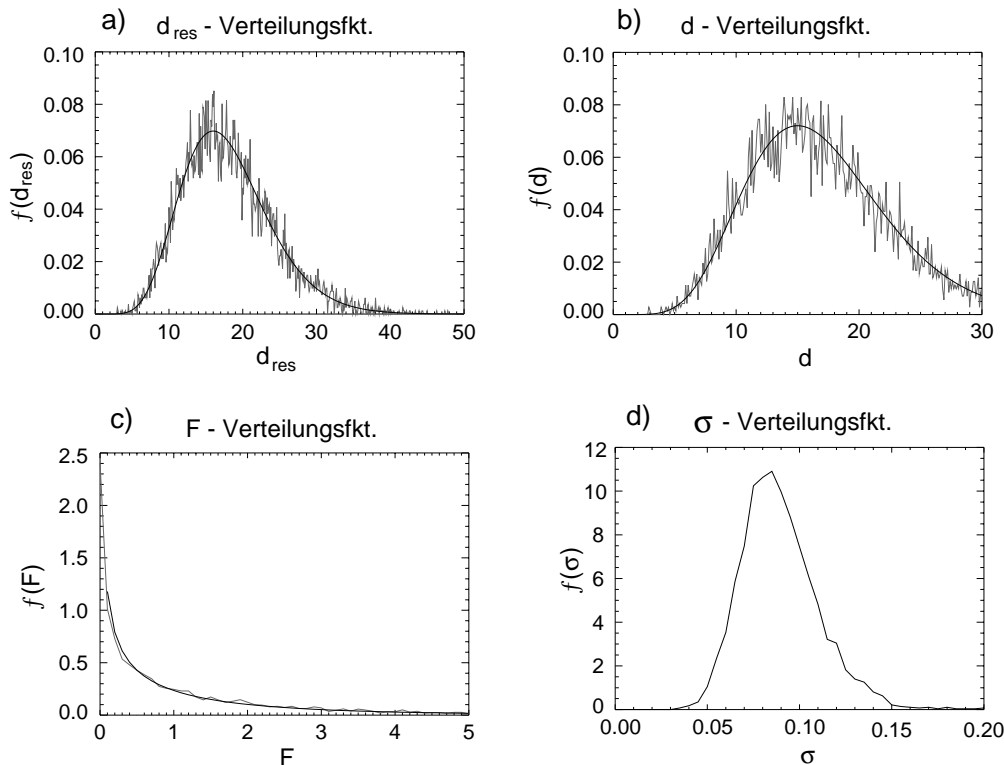 a) d res - Verteilungsfkt.
0.10
0.08
0.06
0.04
0.02
0.00
f(d res)
0 10 20 30 40 50
d res
b) d - Verteilungsfkt.
0.10
0.08
0.06
0.04
0.02
0.00
f(d)
0 10 20 30
d
c) F - Verteilungsfkt.
2.5
2.0
1.5
1.0
0.5
0.0
f(F)
0 1 2 3 4 5
F
d) σ - Verteilungsfkt.
12
10
8
6
4
2
0
f(σ)
0.00 0.05 0.10 0.15 0.20
σ